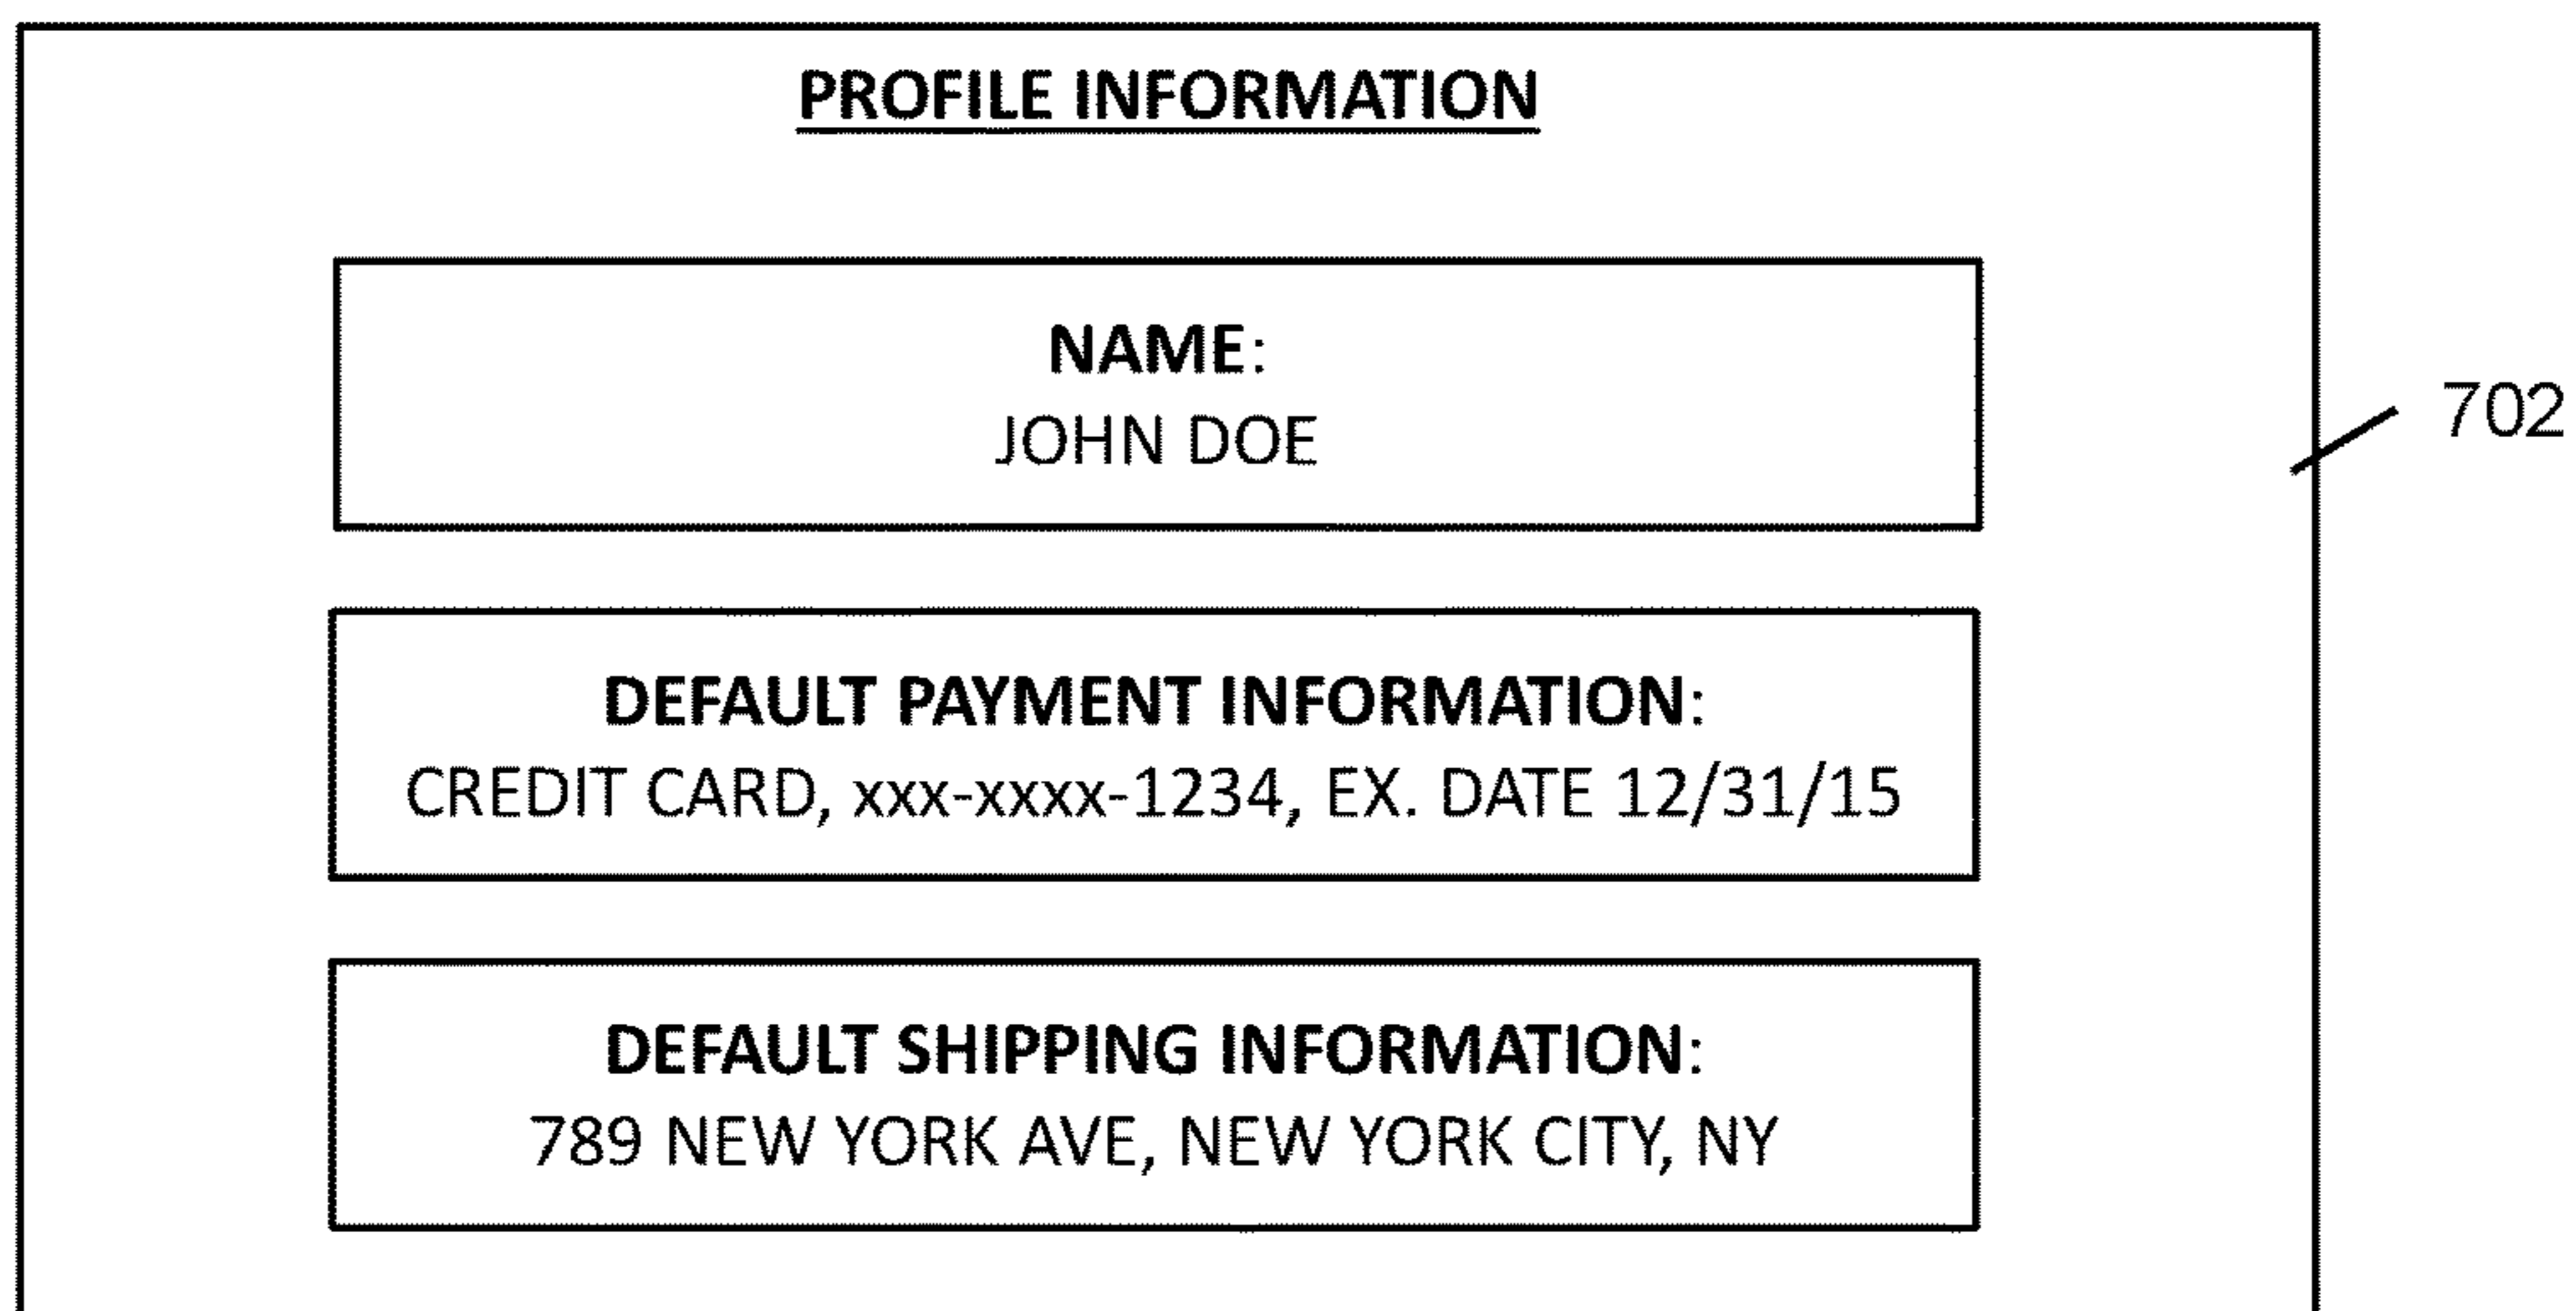 PROFILE INFORMATION
NAME:
JOHN DOE
702
DEFAULT PAYMENT INFORMATION:
CREDIT CARD, xxx-xxxx-1234, EX. DATE 12/31/15
DEFAULT SHIPPING INFORMATION:
789 NEW YORK AVE, NEW YORK CITY, NY